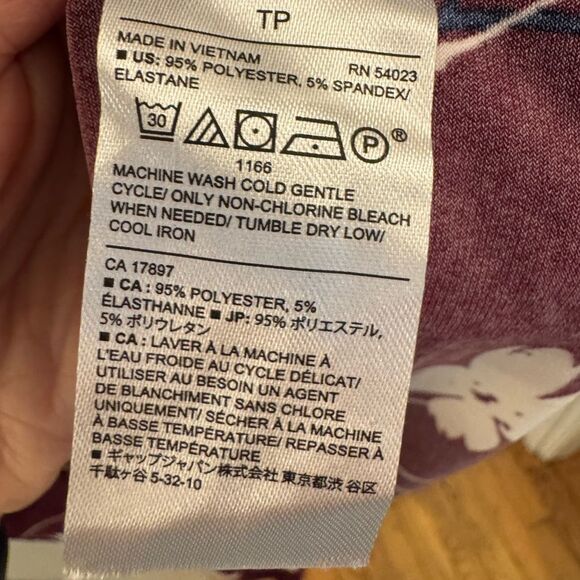 TP
MADE IN VIETNAM RN 54023
■ US: 95% POLYESTER, 5% SPANDEX/
ELASTANE
30 P ®
1166
MACHINE WASH COLD GENTLE
CYCLE/ ONLY NON-CHLORINE BLEACH
WHEN NEEDED/ TUMBLE DRY LOW/
COOL IRON
CA 17897
■ CA : 95% POLYESTER, 5%
ÉLASTHANNE ■ JP: 95% ポリエステル,
5% ポリウレタン
■ CA : LAVER À LA MACHINE À
L'EAU FROIDE AU CYCLE DÉLICAT/
UTILISER AU BESOIN UN AGENT
DE BLANCHIMENT SANS CHLORE
UNIQUEMENT/ SÉCHER À LA MACHINE
À BASSE TEMPÉRATURE/ REPASSER À
BASSE TEMPÉRATURE
■ ギャップジャパン株式会社 東京都渋 谷区
千駄ヶ谷 5-32-10